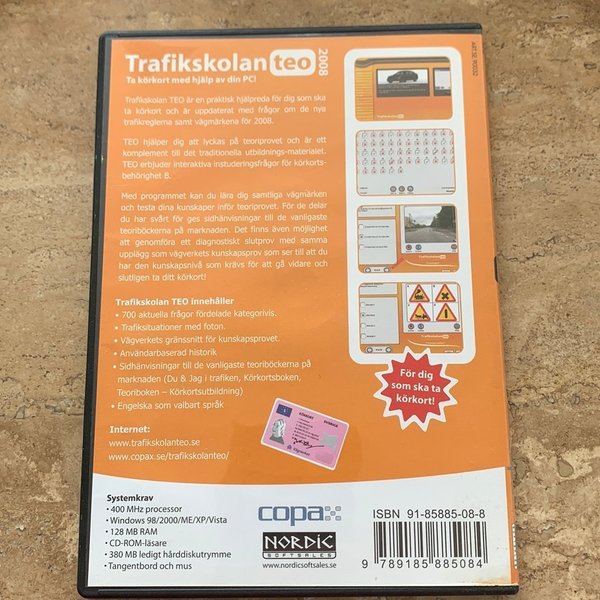 Trafikskolan teo 2008
Ta körkort med hjälp av din PC!
Trafikskolan TEO är en praktisk hjälpreda för dig som ska
ta körkort och är uppdaterat med frågor om de nya
trafikreglerna samt vägmärkena för 2008.
TEO hjälper dig att lyckas på teoriprovet och är ett
komplement till det traditionella utbildnings-materialet.
TEO erbjuder interaktiva instuderingsfrågor för körkorts-
behörighet B.
Med programmet kan du lära dig samtliga vägmärken
och testa dina kunskaper inför teoriprovet. För de delar
du har svårt för ges sidhänvisningar till de vanligaste
teoriböckerna på marknaden. Det finns även möjlighet
att genomföra ett diagnostiskt slutprov med samma
upplägg som vägverkets kunskapsprov som ser till att du
har den kunskapsnivå som krävs för att gå vidare och
slutligen ta ditt körkort!
Trafikskolan TEO innehåller
• 700 aktuella frågor fördelade kategorivis.
• Trafiksituationer med foton.
• Vägverkets gränssnitt för kunskapsprovet.
• Användarbaserad historik
• Sidhänvisningar till de vanligaste teoriböckerna på
marknaden (Du & Jag i trafiken, Körkortsboken,
Teoriboken – Körkortsutbildning)
• Engelska som valbart språk
Internet:
www.trafikskolanteo.se
www.copax.se/trafikskolanteo/
För dig
som ska ta
körkort!
KÖRKORT SVERIGE
Vägverket
Systemkrav
• 400 MHz processor
• Windows 98/2000/ME/XP/Vista
• 128 MB RAM
• CD-ROM-läsare
• 380 MB ledigt hårddiskutrymme
• Tangentbord och mus
copax
NORDIC
SOFTSALES
www.nordicsoftsales.se
ISBN 91-85885-08-8
9 789185 885084